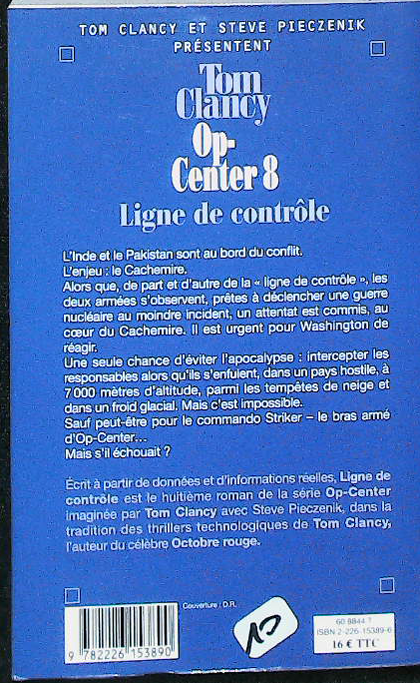 TOM CLANCY ET STEVE PIECZENIK
PRÉSENTENT
Tom
Clancy
Op-
Center 8
Ligne de contrôle
L'Inde et le Pakistan sont au bord du conflit.
L'enjeu : le Cachemire.
Alors que, de part et d'autre de la « ligne de contrôle », les
deux armées s'observent, prêtes à déclencher une guerre
nucléaire au moindre incident, un attentat est commis, au
cœur du Cachemire. Il est urgent pour Washington de
réagir.
Une seule chance d'éviter l'apocalypse : intercepter les
responsables alors qu'ils s'enfuient, dans un pays hostile, à
7 000 mètres d'altitude, parmi les tempêtes de neige et
dans un froid glacial. Mais c'est impossible.
Sauf peut-être pour le commando Striker – le bras armé
d'Op-Center...
Mais s'il échouait ?
Écrit à partir de données et d'informations réelles, Ligne de
contrôle est le huitième roman de la série Op-Center
imaginée par Tom Clancy avec Steve Pieczenik, dans la
tradition des thrillers technologiques de Tom Clancy,
l'auteur du célèbre Octobre rouge.
Couverture : D.R.
9 782226 153890
60 8844 7
ISBN 2-226-15389-6
16 € TTC